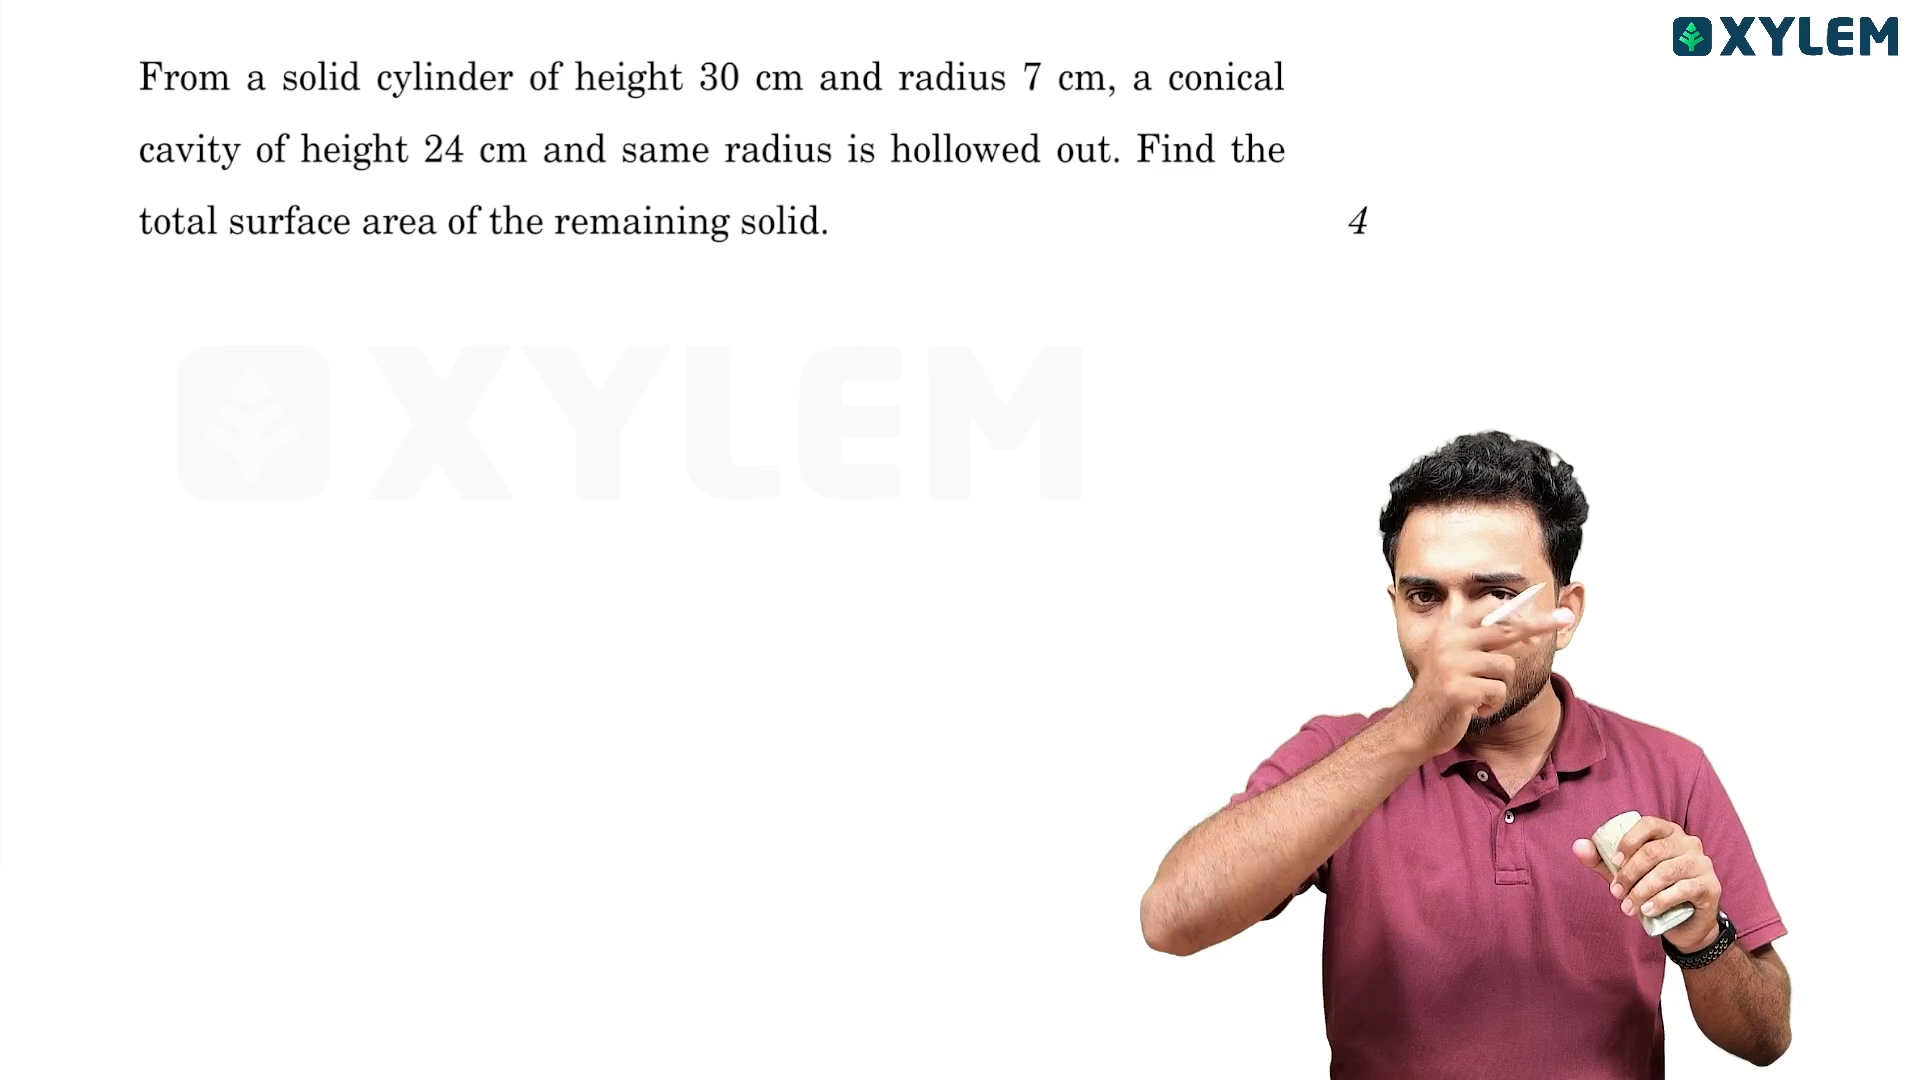 XYLEM
From a solid cylinder of height 30 cm and radius 7 cm, a conical
cavity of height 24 cm and same radius is hollowed out. Find the
total surface area of the remaining solid. 4
XYLEM